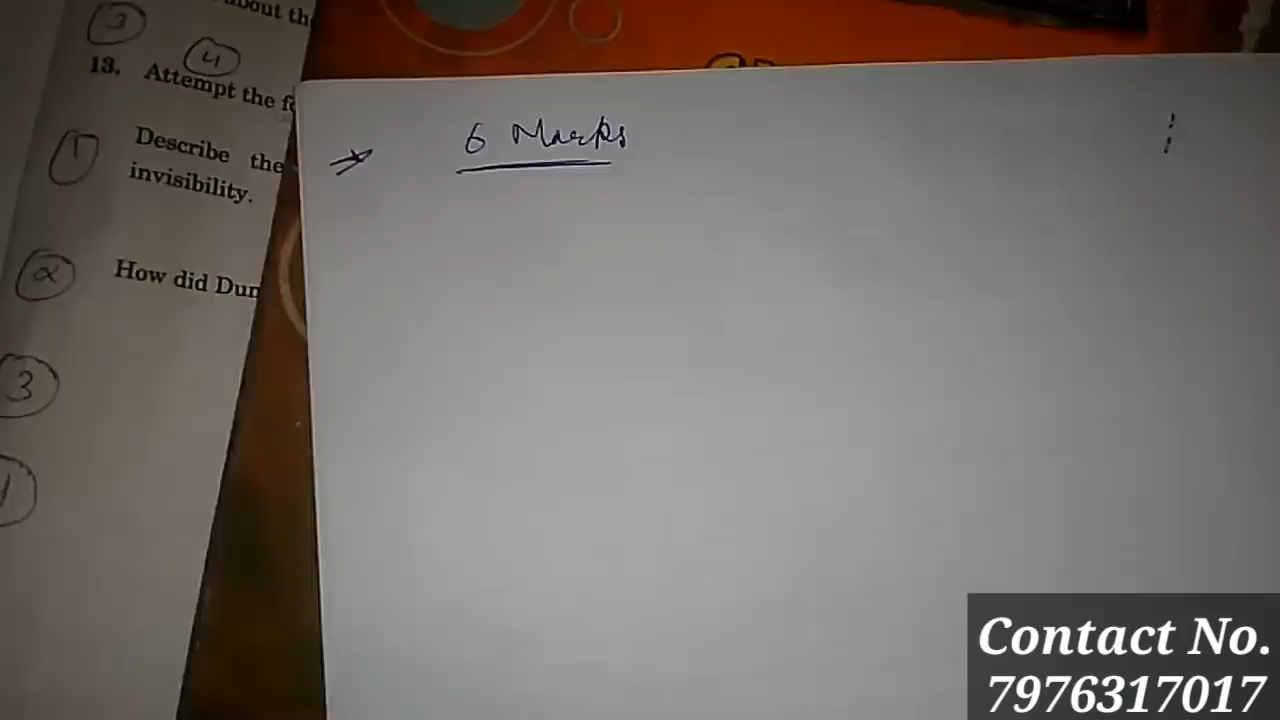 about th
3
4
13. Attempt the f
1
Describe the
invisibility.
2
How did Dun
3
6 Marks
Contact No.
7976317017